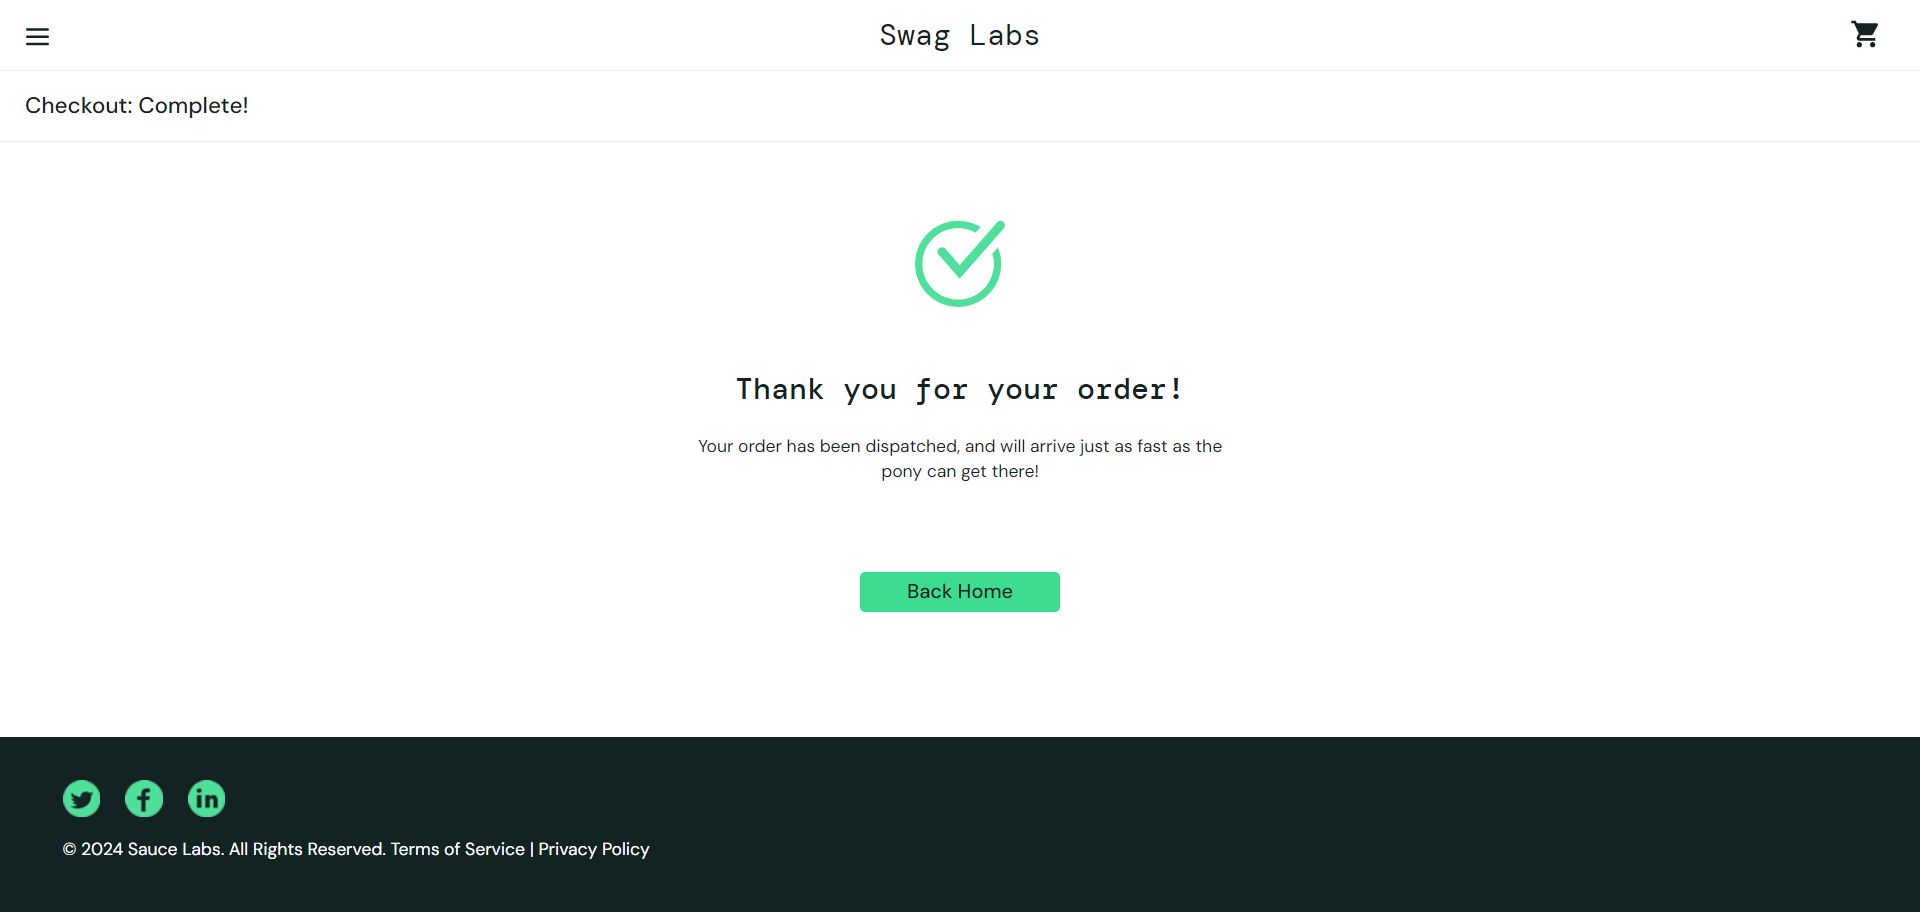 Swag Labs
Checkout: Complete!
Thank you for your order!
Your order has been dispatched, and will arrive just as fast as the
pony can get there!
Back Home
© 2024 Sauce Labs. All Rights Reserved. Terms of Service | Privacy Policy